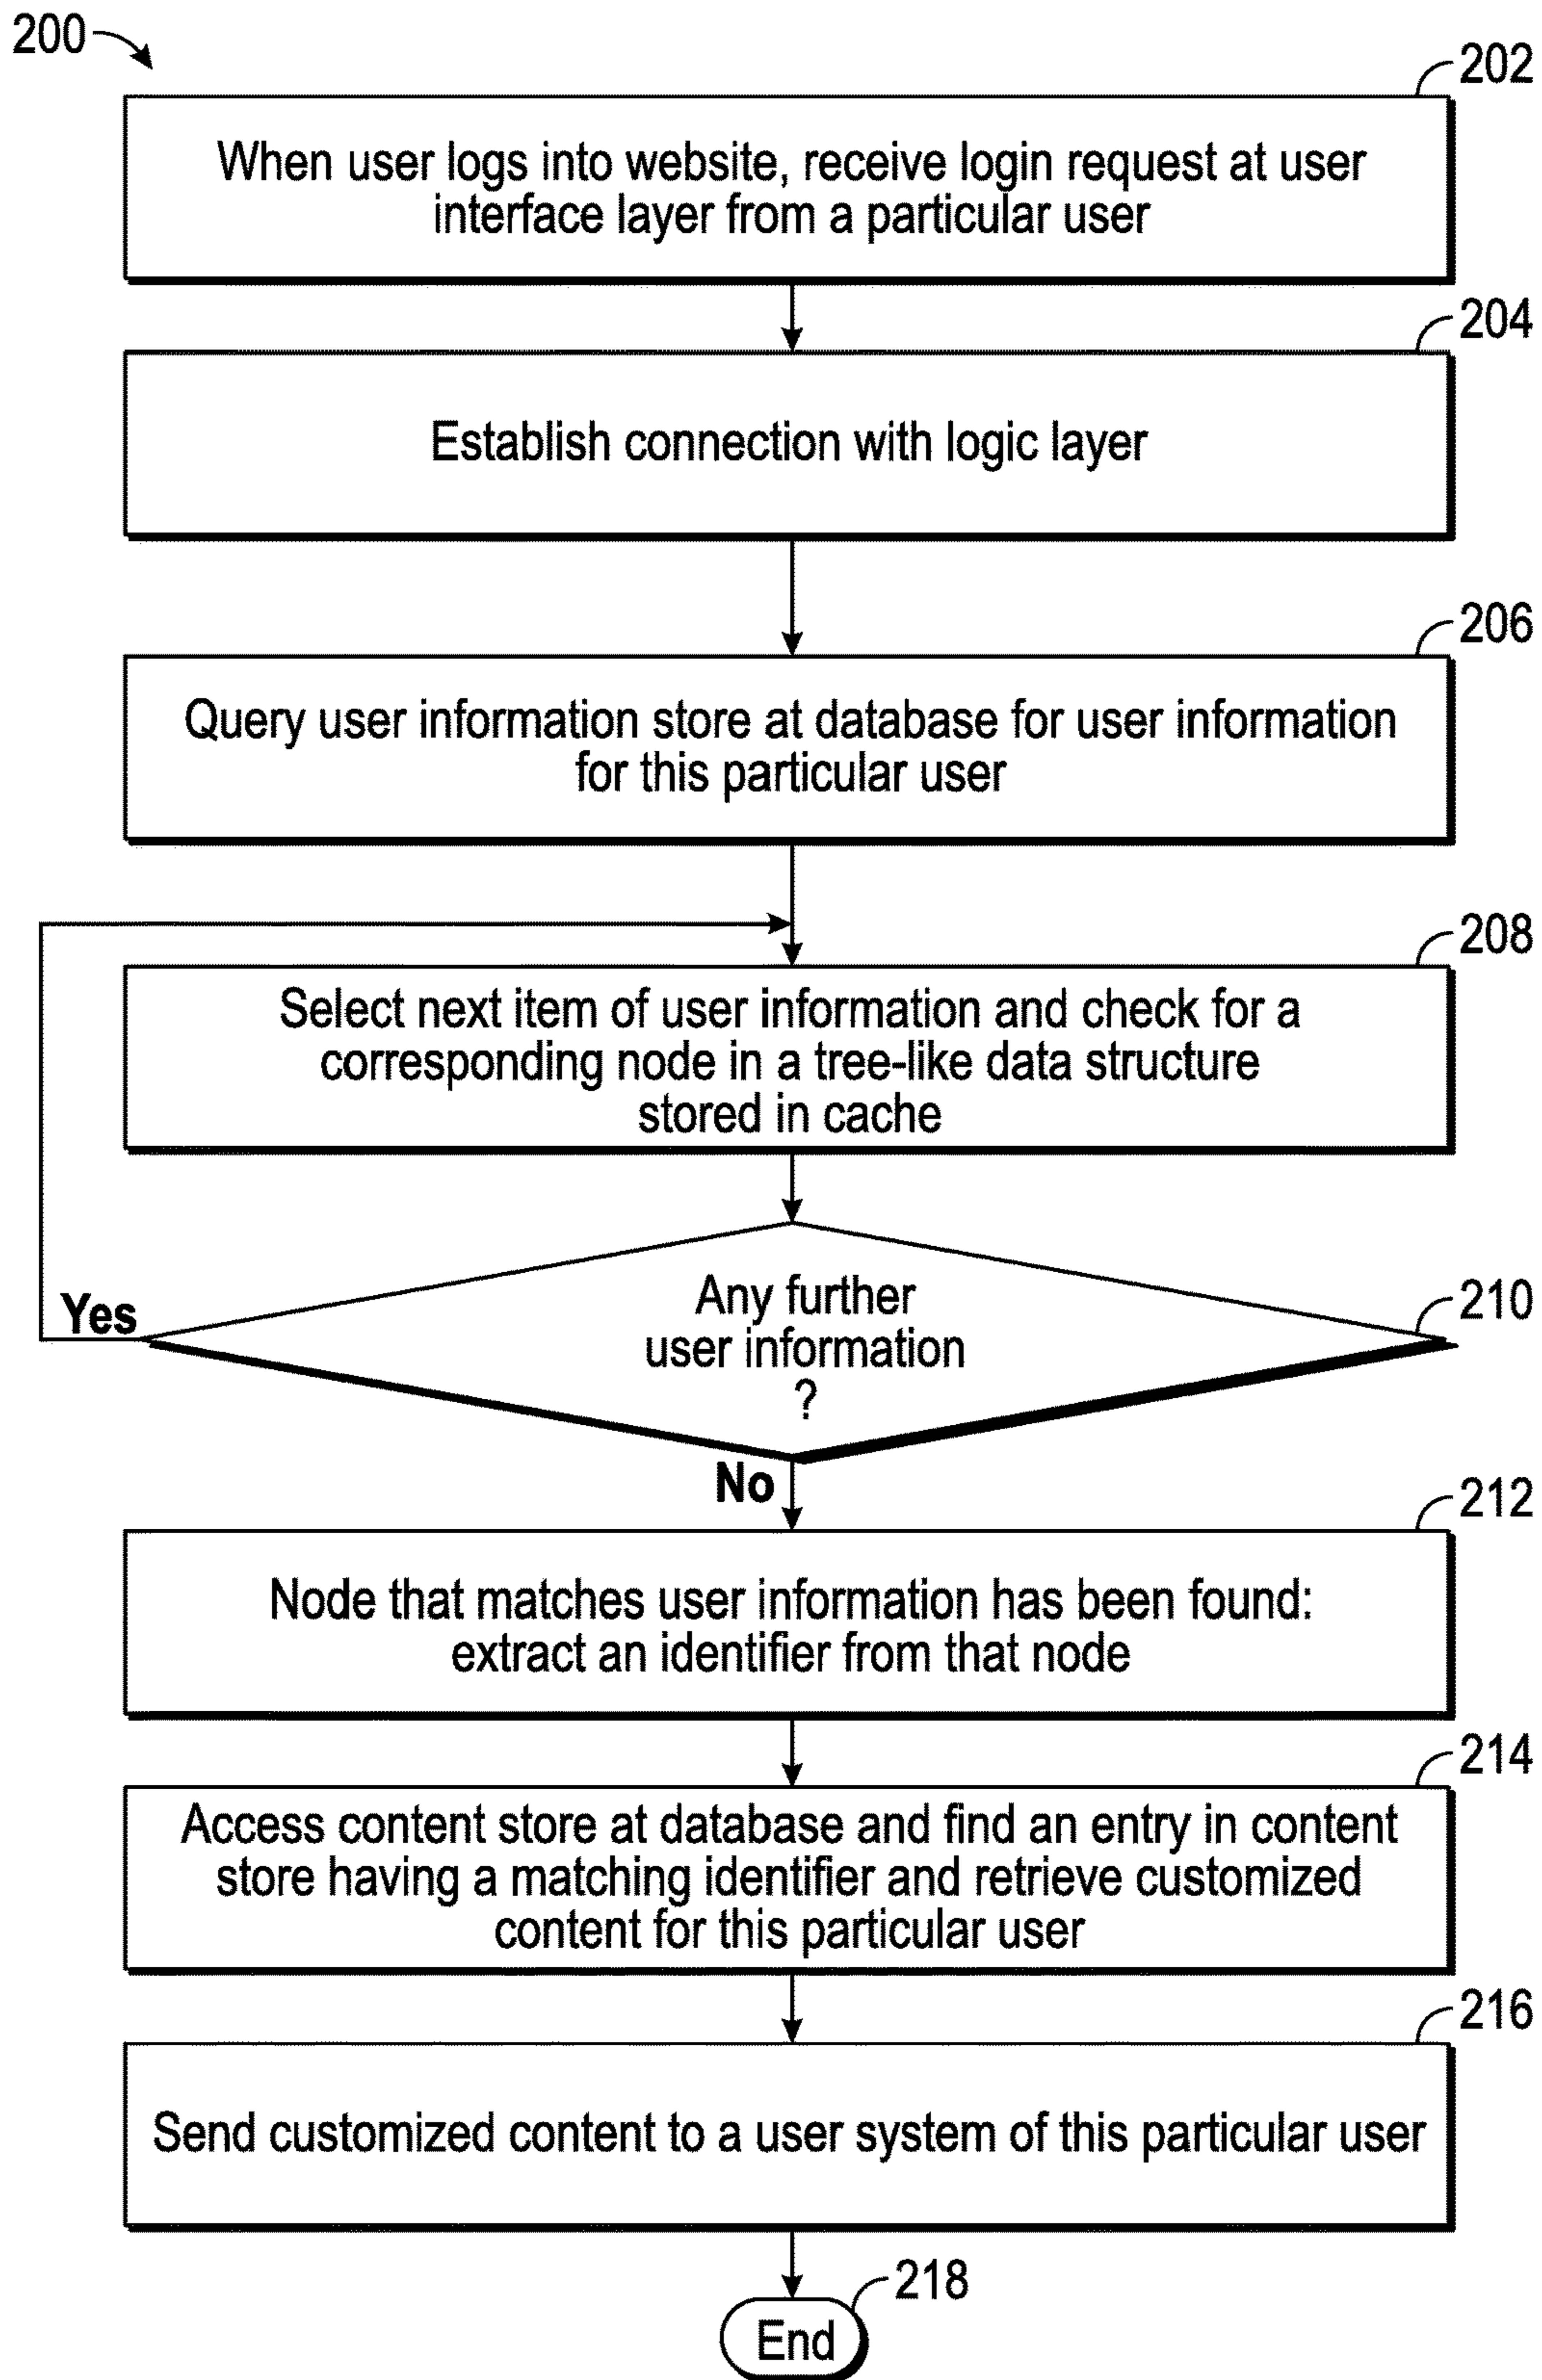 200
202
When user logs into website, receive login request at user
interface layer from a particular user
204
Establish connection with logic layer
206
Query user information store at database for user information
for this particular user
208
Select next item of user information and check for a
corresponding node in a tree-like data structure
stored in cache
Yes
Any further
user information
?
210
No
212
Node that matches user information has been found:
extract an identifier from that node
214
Access content store at database and find an entry in content
store having a matching identifier and retrieve customized
content for this particular user
216
Send customized content to a user system of this particular user
218
End